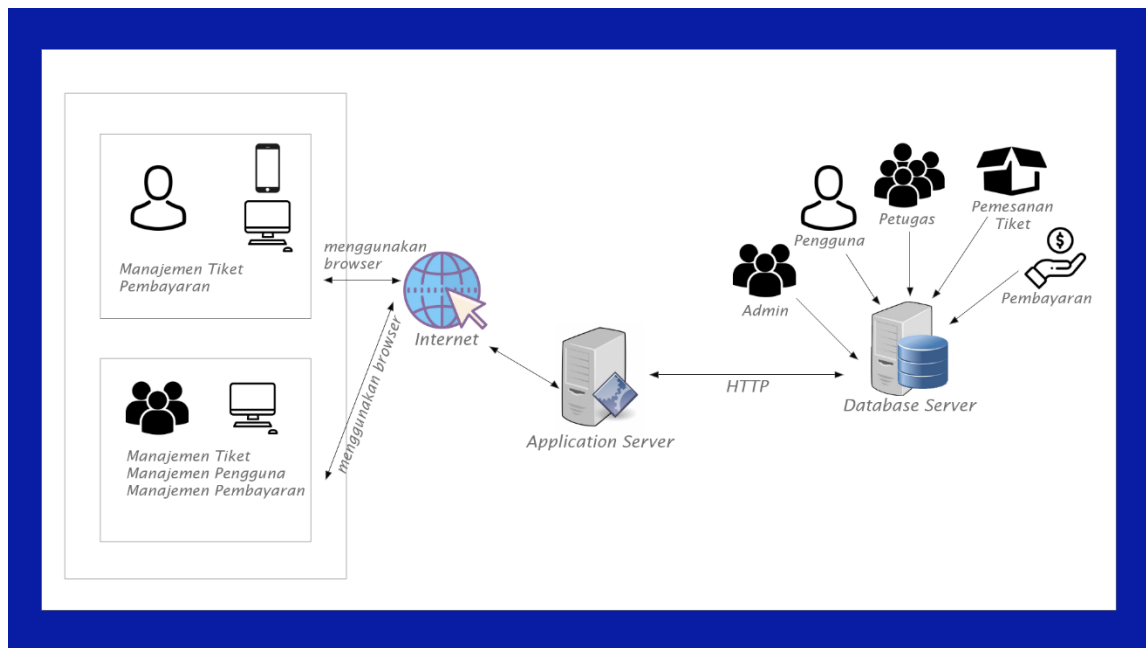 Manajemen Tiket
Pembayaran
Manajemen Tiket
Manajemen Pengguna
Manajemen Pembayaran
menggunakan
browser
menggunakan browser
Internet
Application Server
HTTP
Admin
Pengguna
Petugas
Pemesanan
Tiket
Pembayaran
Database Server